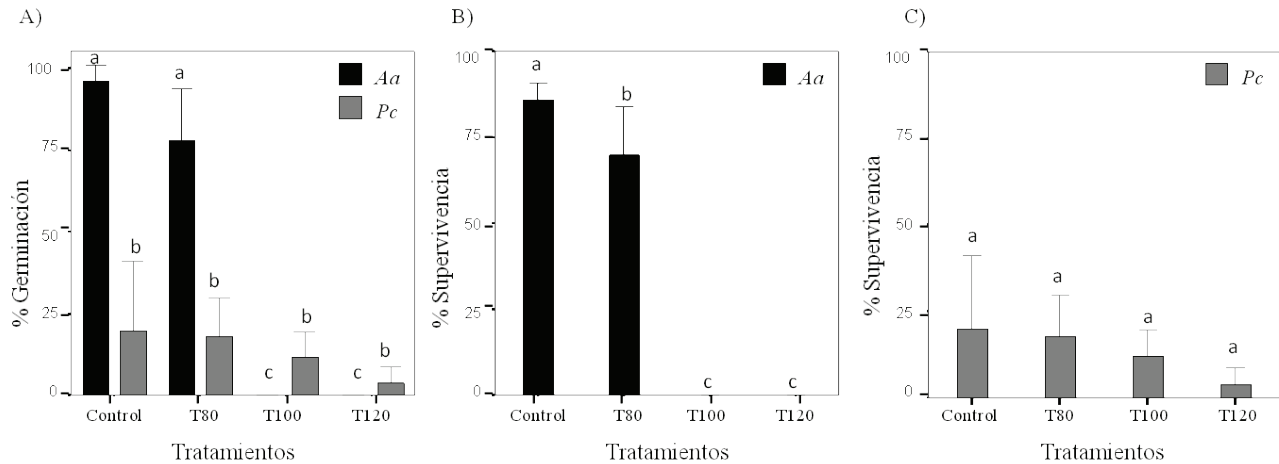 A)
% Germinación
100
75
50
25
0
a
a
b
b
c
b
c
b
Aa
Pc
Control
T80
T100
T120
Tratamientos
B)
% Supervivencia
100
75
50
25
0
a
b
c
c
Aa
Control
T80
T100
T120
Tratamientos
C)
% Supervivencia
100
75
50
25
0
a
a
a
a
Pc
Control
T80
T100
T120
Tratamientos